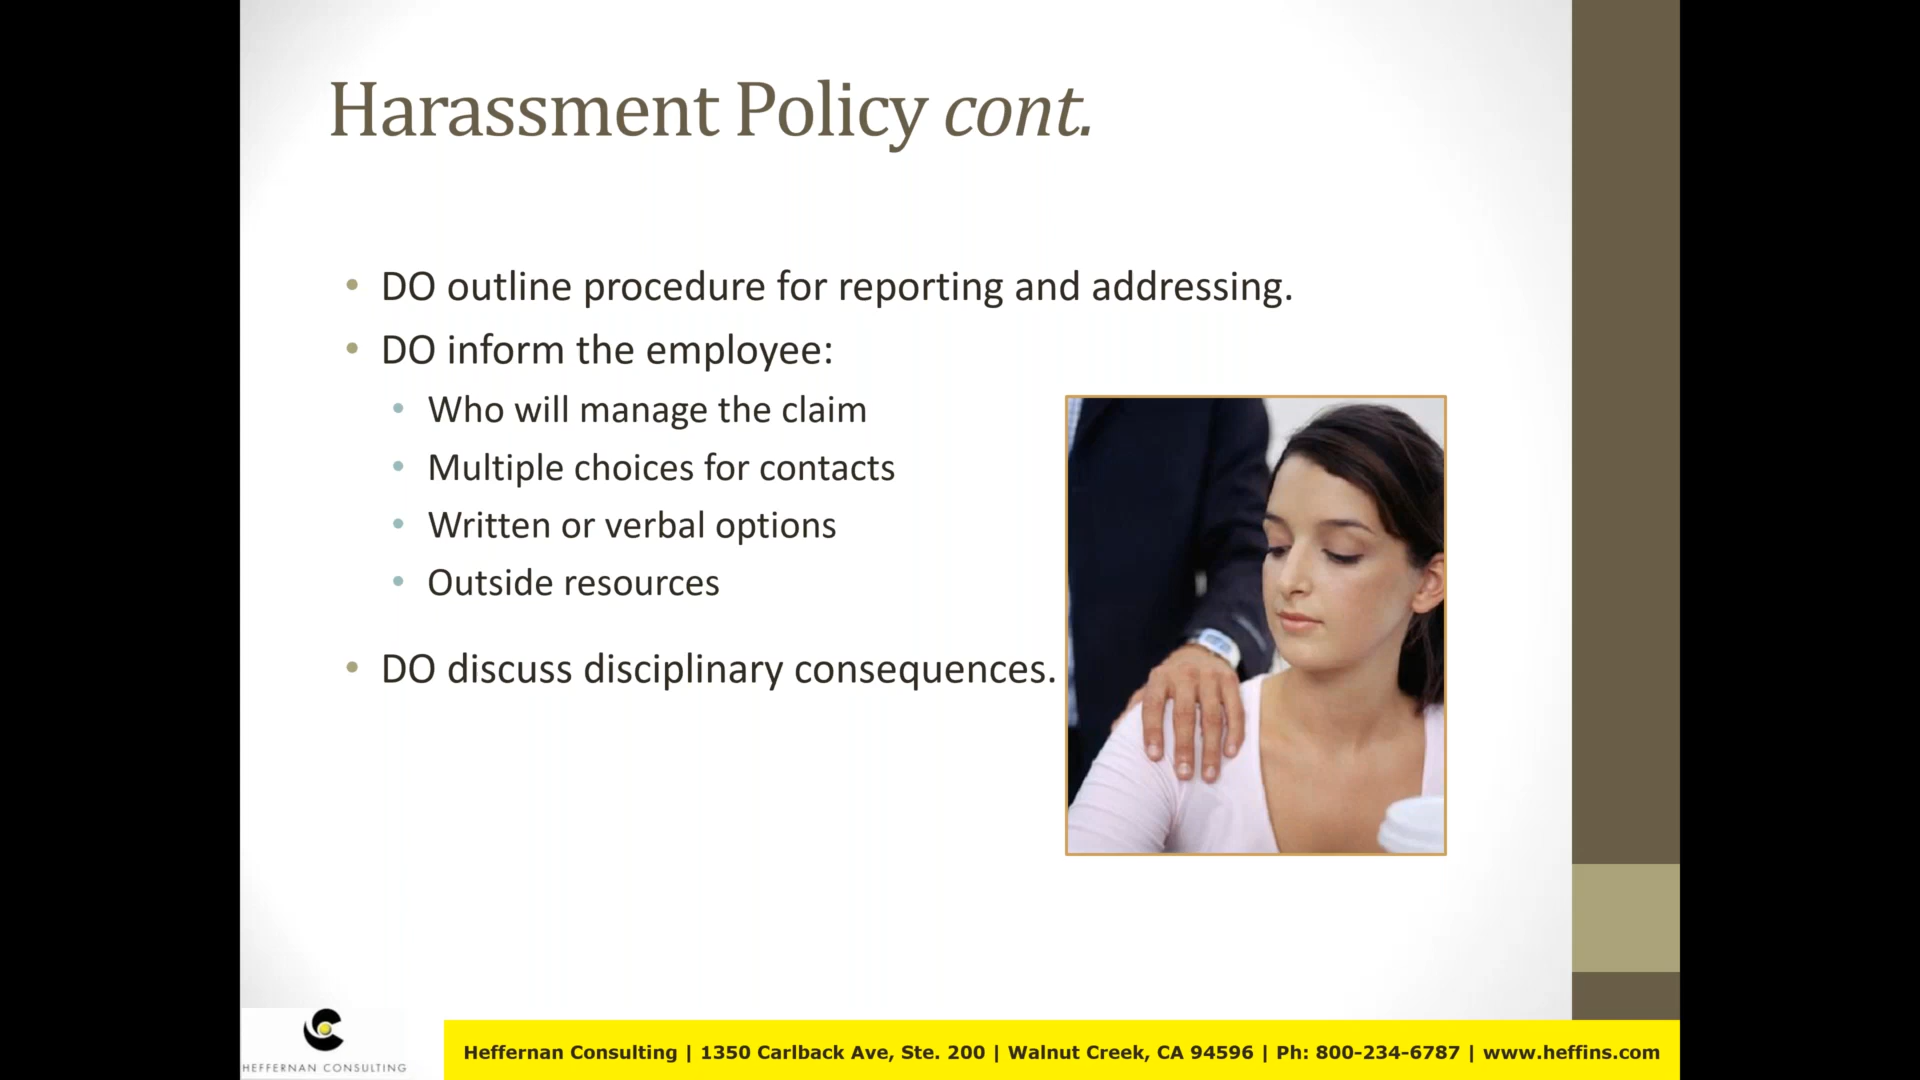 Harassment Policy cont.
DO outline procedure for reporting and addressing.
DO inform the employee:
Who will manage the claim
Multiple choices for contacts
Written or verbal options
Outside resources
DO discuss disciplinary consequences.
HEFFERNAN CONSULTING
Heffernan Consulting | 1350 Carlback Ave, Ste. 200 | Walnut Creek, CA 94596 | Ph: 800-234-6787 | www.heffins.com